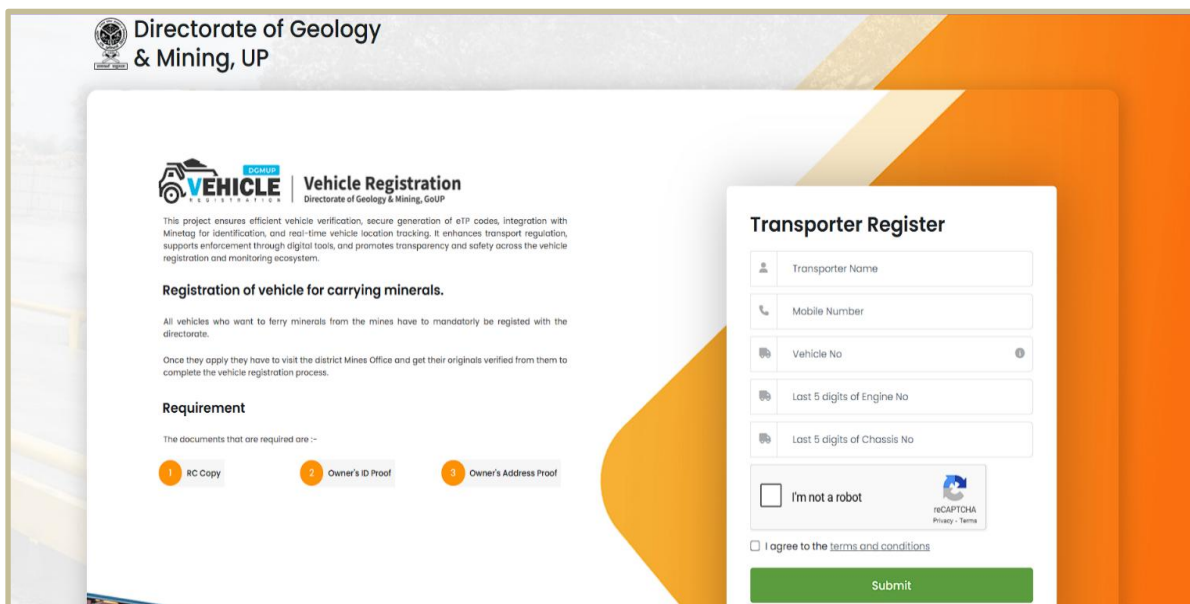 Directorate of Geology
& Mining, UP
DGMUP
VEHICLE
REGISTRATION
Vehicle Registration
Directorate of Geology & Mining, GoUP
This project ensures efficient vehicle verification, secure generation of eTP codes, integration with
Minetag for identification, and real-time vehicle location tracking. It enhances transport regulation,
supports enforcement through digital tools, and promotes transparency and safety across the vehicle
registration and monitoring ecosystem.
Registration of vehicle for carrying minerals.
All vehicles who want to ferry minerals from the mines have to mandatorily be registed with the
directorate.
Once they apply they have to visit the district Mines Office and get their originals verified from them to
complete the vehicle registration process.
Requirement
The documents that are required are :-
1 RC Copy
2 Owner's ID Proof
3 Owner's Address Proof
Transporter Register
Transporter Name
Mobile Number
Vehicle No
Last 5 digits of Engine No
Last 5 digits of Chassis No
I'm not a robot
reCAPTCHA
Privacy - Terms
I agree to the terms and conditions
Submit